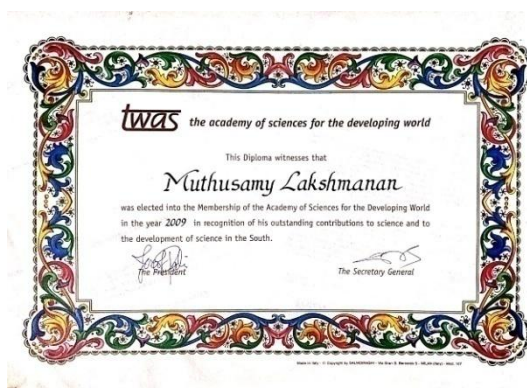 twas the academy of sciences for the developing world
This Diploma witnesses that
Muthusamy Lakshmanan
was elected into the Membership of the Academy of Sciences for the Developing World
in the year 2009 in recognition of his outstanding contributions to science and to
the development of science in the South.
The President The Secretary General